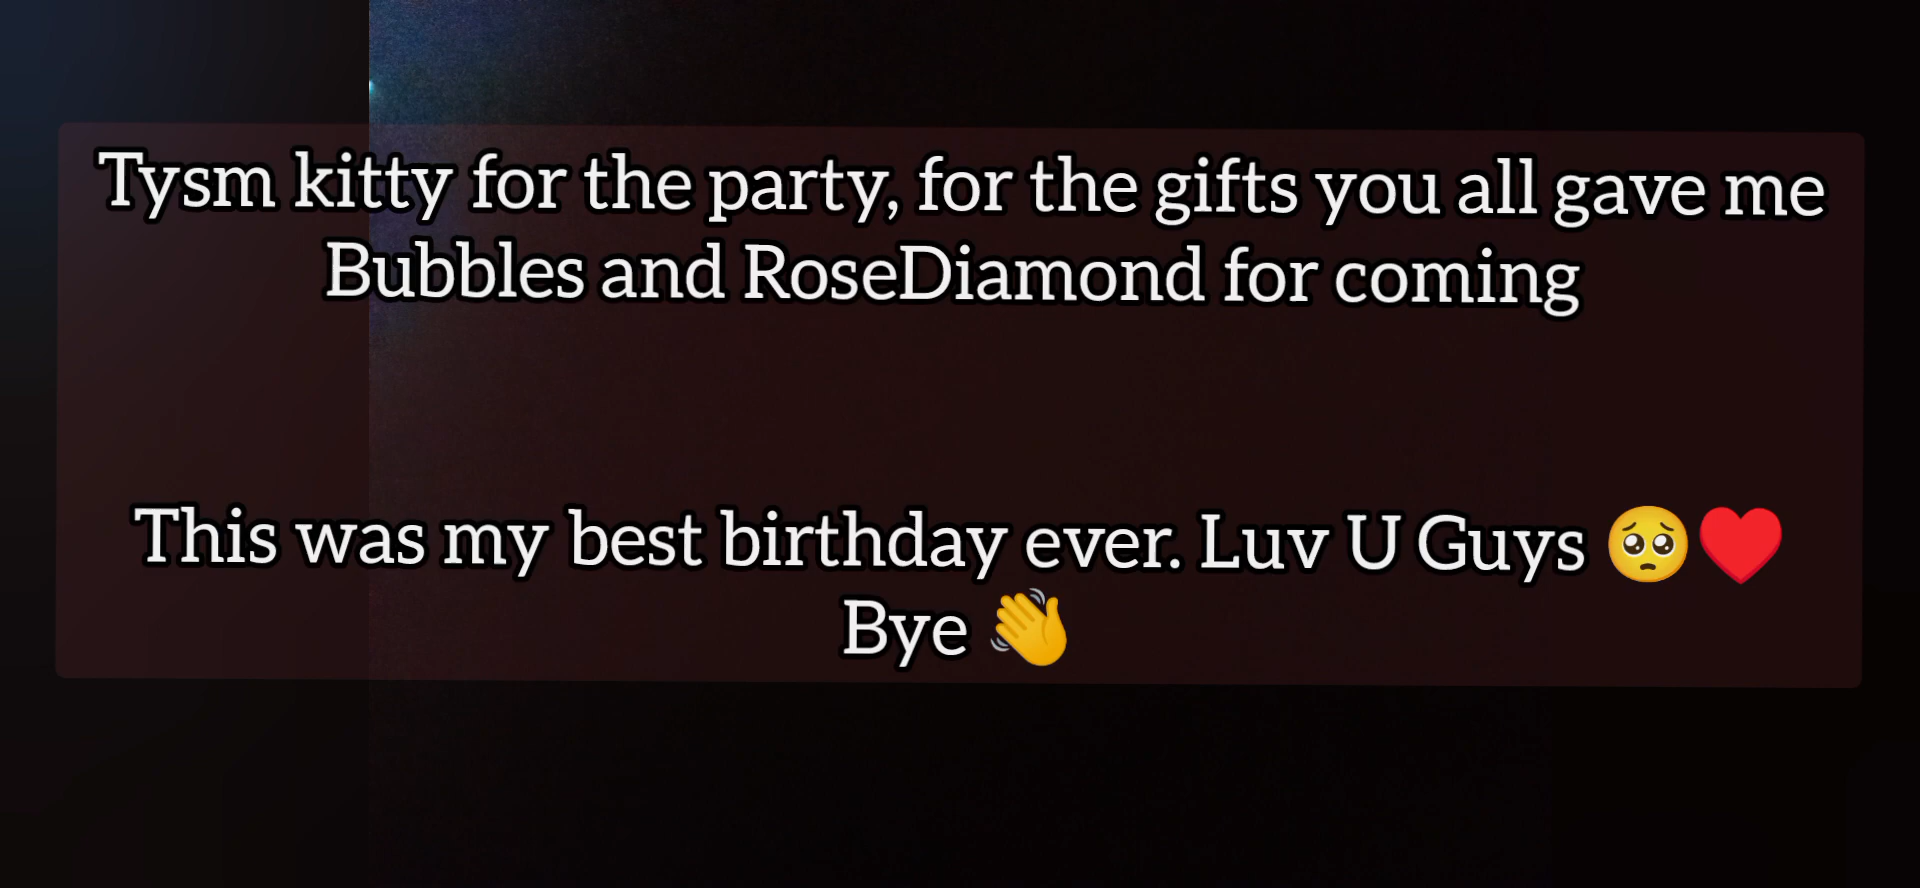 Tysm kitty for the party, for the gifts you all gave me
Bubbles and RoseDiamond for coming
This was my best birthday ever. Luv U Guys 🥺♥️
Bye 👋